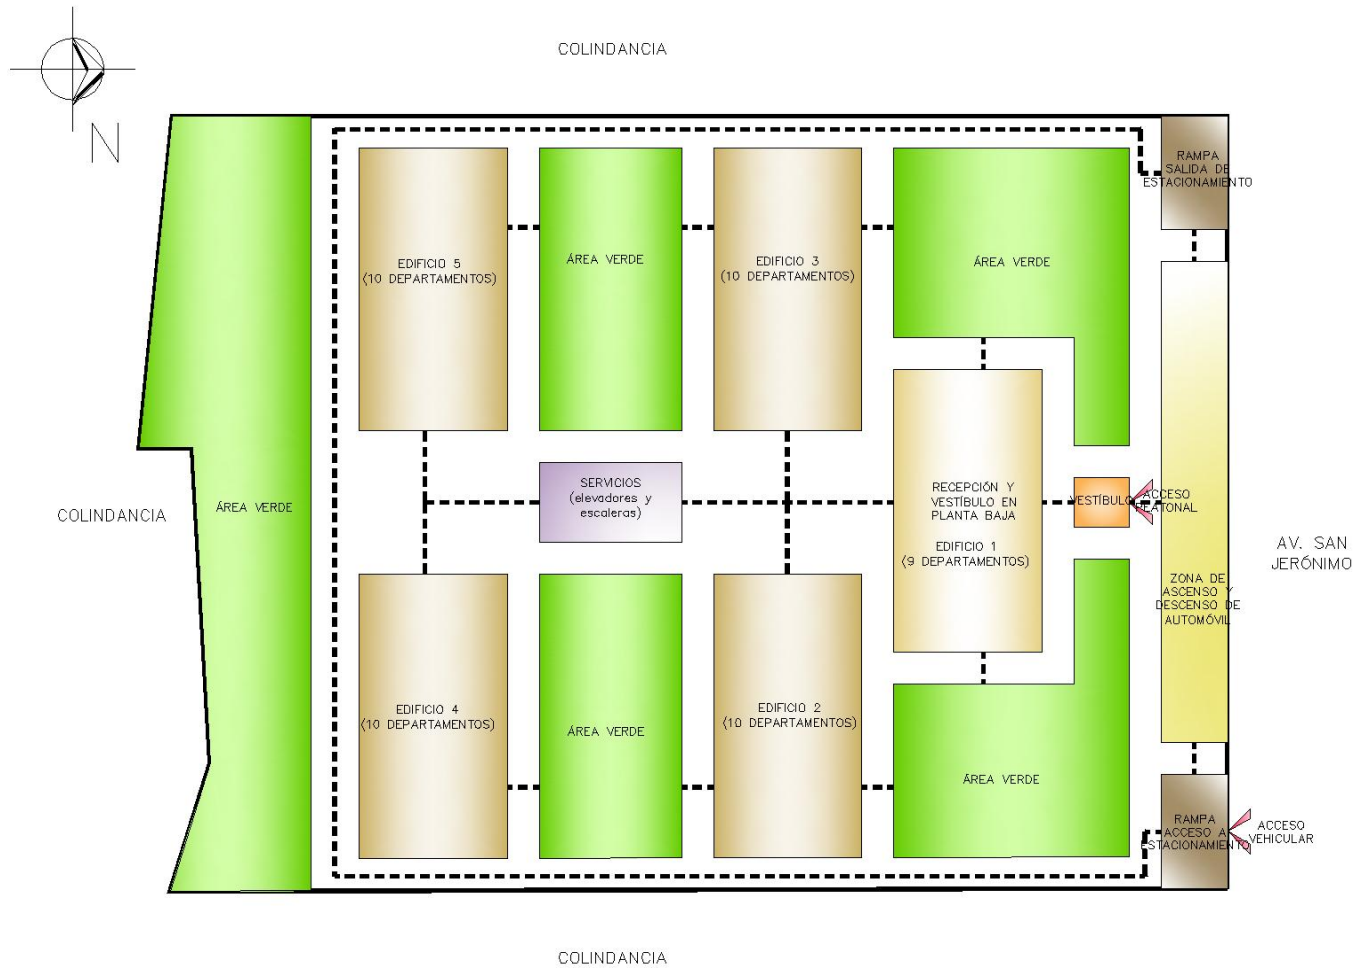 COLINDANCIA
N
RAMPA
SALIDA DE
ESTACIONAMIENTO
EDIFICIO 5
(10 DEPARTAMENTOS)
ÁREA VERDE
EDIFICIO 3
(10 DEPARTAMENTOS)
ÁREA VERDE
SERVICIOS
(elevadores y
escaleras)
RECEPCIÓN Y
VESTÍBULO EN
PLANTA BAJA
EDIFICIO 1
(9 DEPARTAMENTOS)
VESTÍBULO
ACCESO
PEATONAL
COLINDANCIA
ÁREA VERDE
AV. SAN
JERÓNIMO
ZONA DE
ASCENSO Y
DESCENSO DE
AUTOMÓVIL
EDIFICIO 4
(10 DEPARTAMENTOS)
ÁREA VERDE
EDIFICIO 2
(10 DEPARTAMENTOS)
ÁREA VERDE
RAMPA
ACCESO A
ESTACIONAMIENTO
ACCESO
VEHICULAR
COLINDANCIA